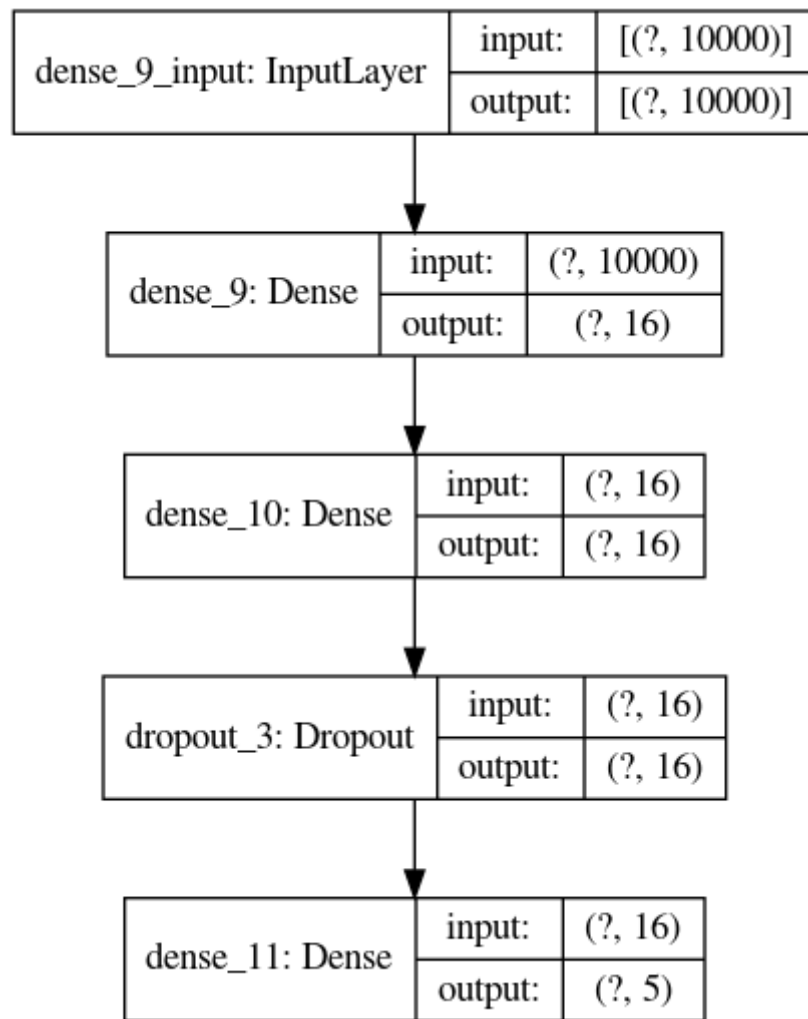 dense_9_input: InputLayer
input:
[(?, 10000)]
output:
[(?, 10000)]
dense_9: Dense
input:
(?, 10000)
output:
(?, 16)
dense_10: Dense
input:
(?, 16)
output:
(?, 16)
dropout_3: Dropout
input:
(?, 16)
output:
(?, 16)
dense_11: Dense
input:
(?, 16)
output:
(?, 5)